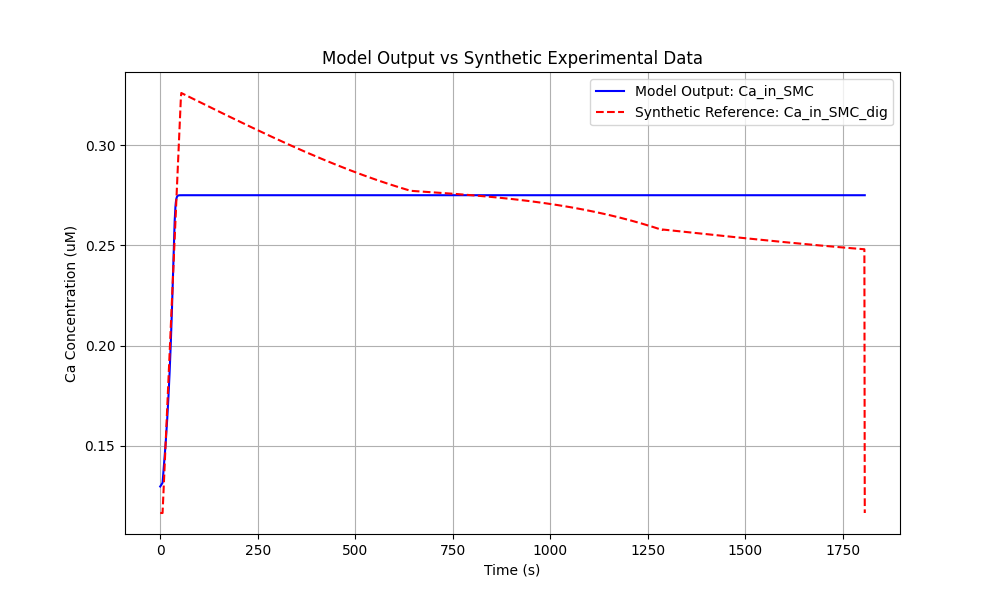 Model Output vs Synthetic Experimental Data
Model Output: Ca_in_SMC
Synthetic Reference: Ca_in_SMC_dig
Ca Concentration (uM)
0.30
0.25
0.20
0.15
0 250 500 750 1000 1250 1500 1750
Time (s)